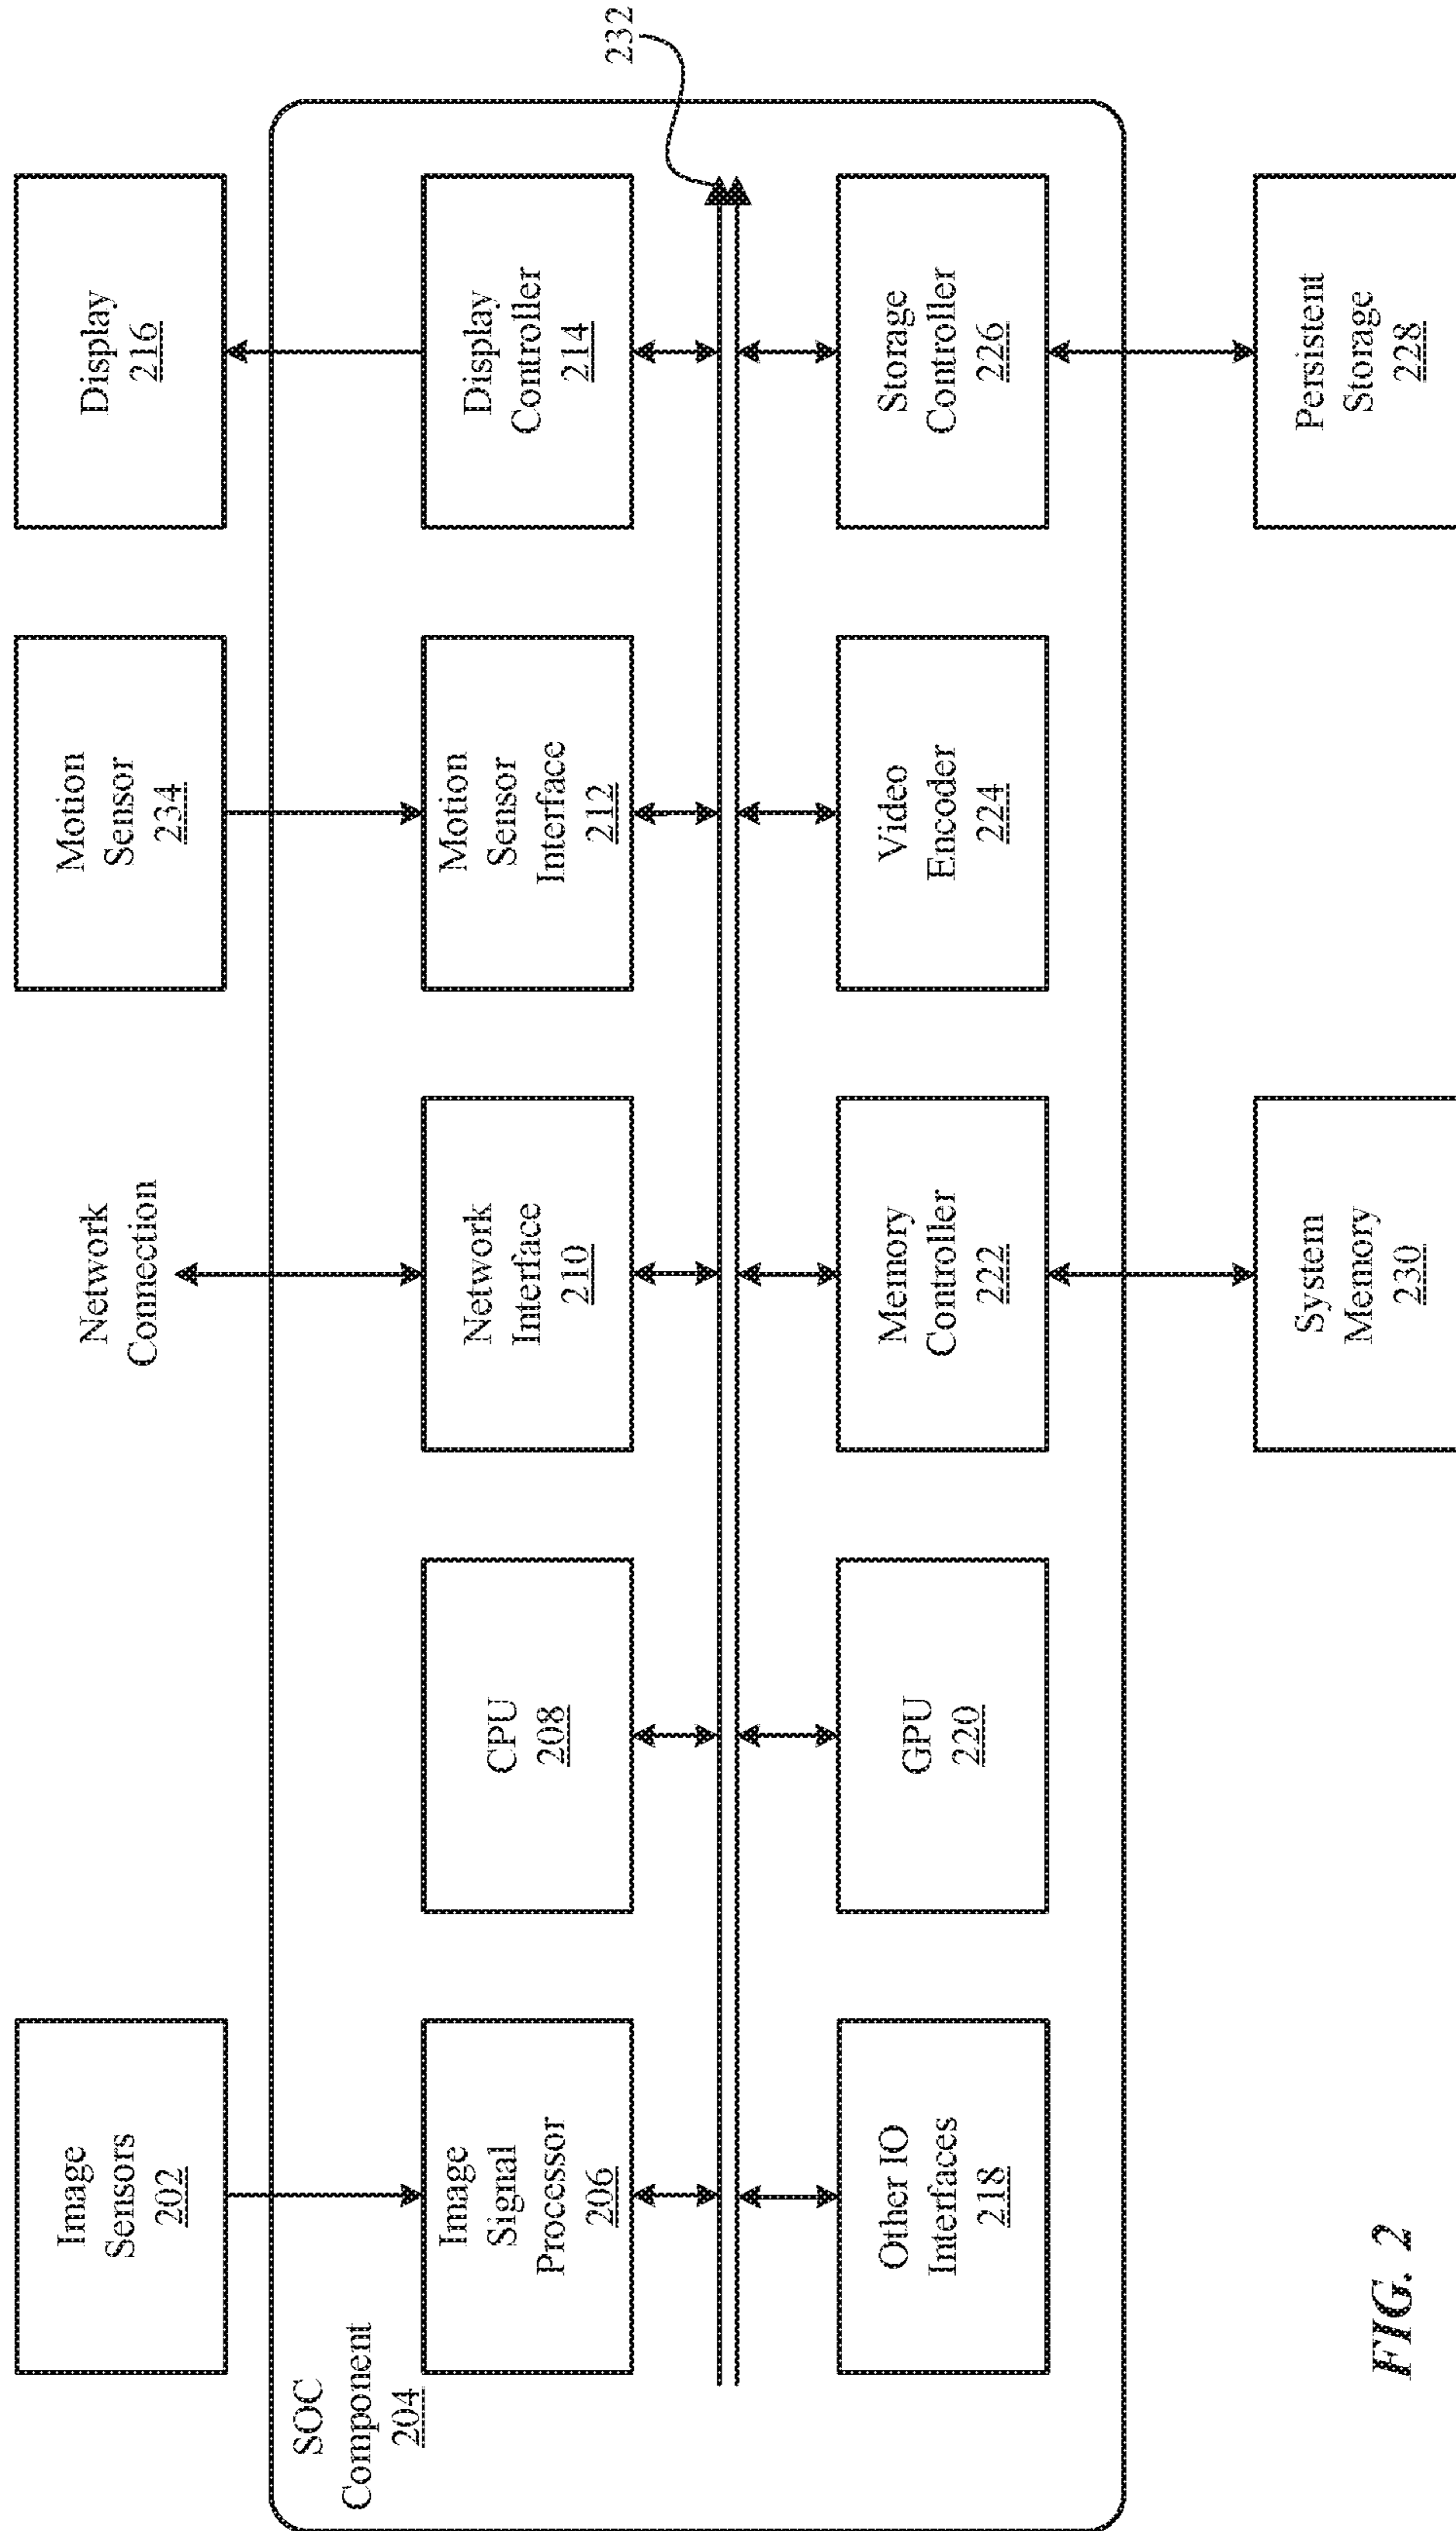 Image
Sensors
202
Network
Connection
Motion
Sensor
234
Display
216
SOC
Component
204
Image
Signal
Processor
206
CPU
208
Network
Interface
210
Motion
Sensor
Interface
212
Display
Controller
214
232
Other IO
Interfaces
218
GPU
220
Memory
Controller
222
Video
Encoder
224
Storage
Controller
226
System
Memory
230
Persistent
Storage
228
FIG. 2